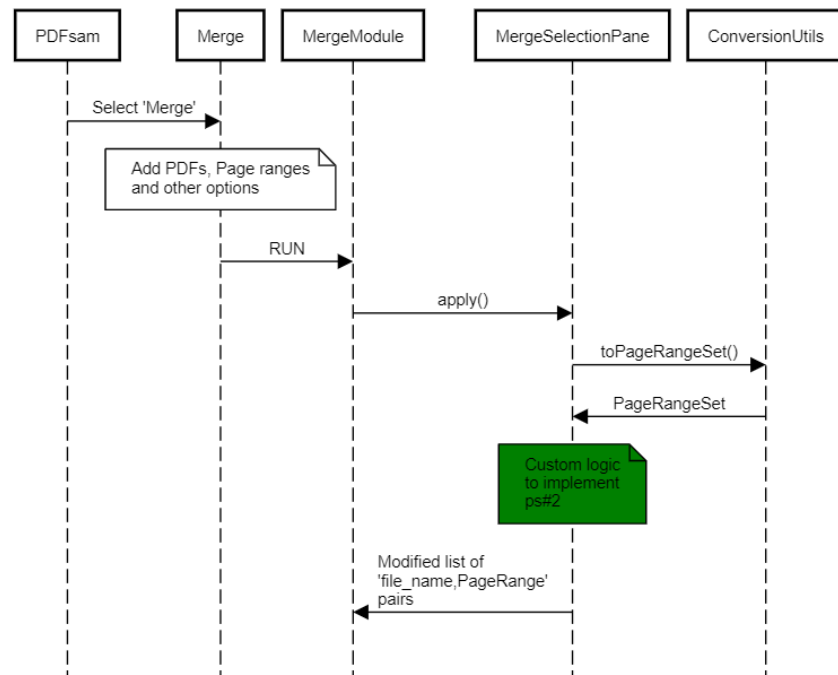 PDFsam
Merge
MergeModule
MergeSelectionPane
ConversionUtils
Select 'Merge'
Add PDFs, Page ranges
and other options
RUN
apply()
toPageRangeSet()
PageRangeSet
Custom logic
to implement
ps#2
Modified list of
'file_name,PageRange'
pairs